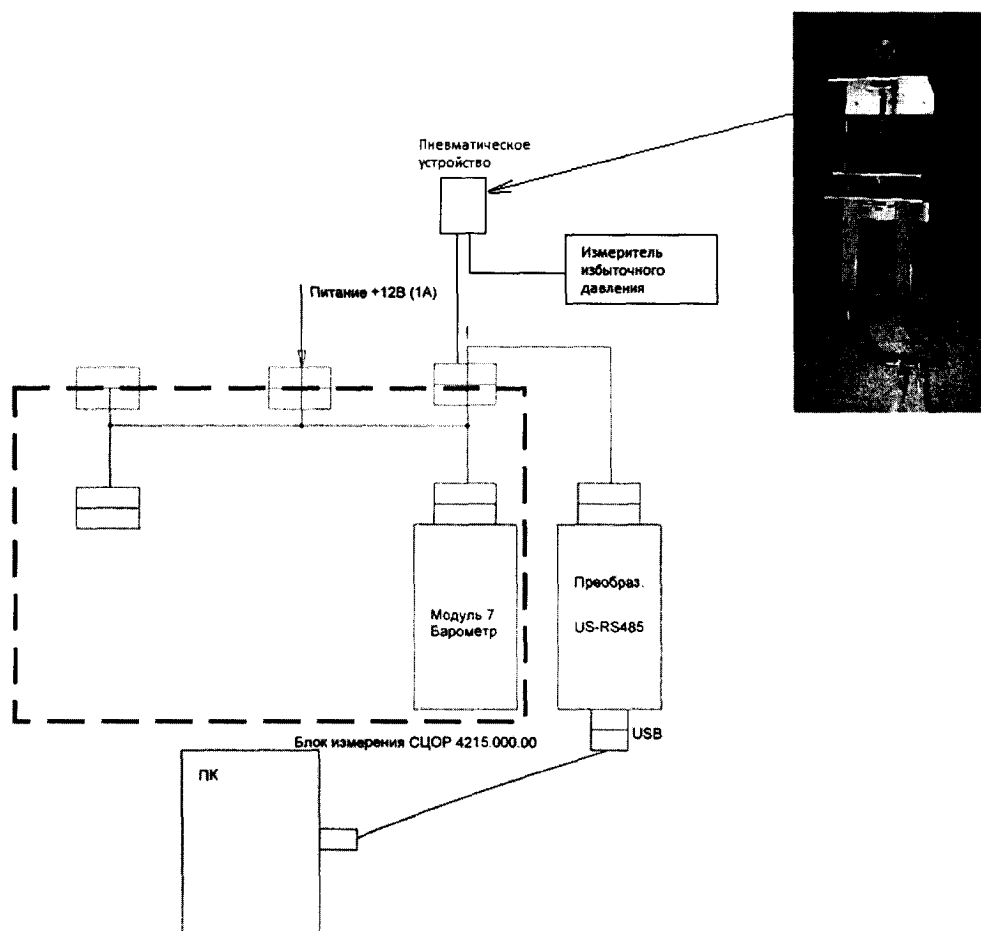 Пневматическое
устройство
Измеритель
избыточного
давления
Питание +12В (1А)
Модуль 7
Барометр
Преобраз.
US-RS485
USB
Блок измерения СЦОР 4215.000.00
ПК